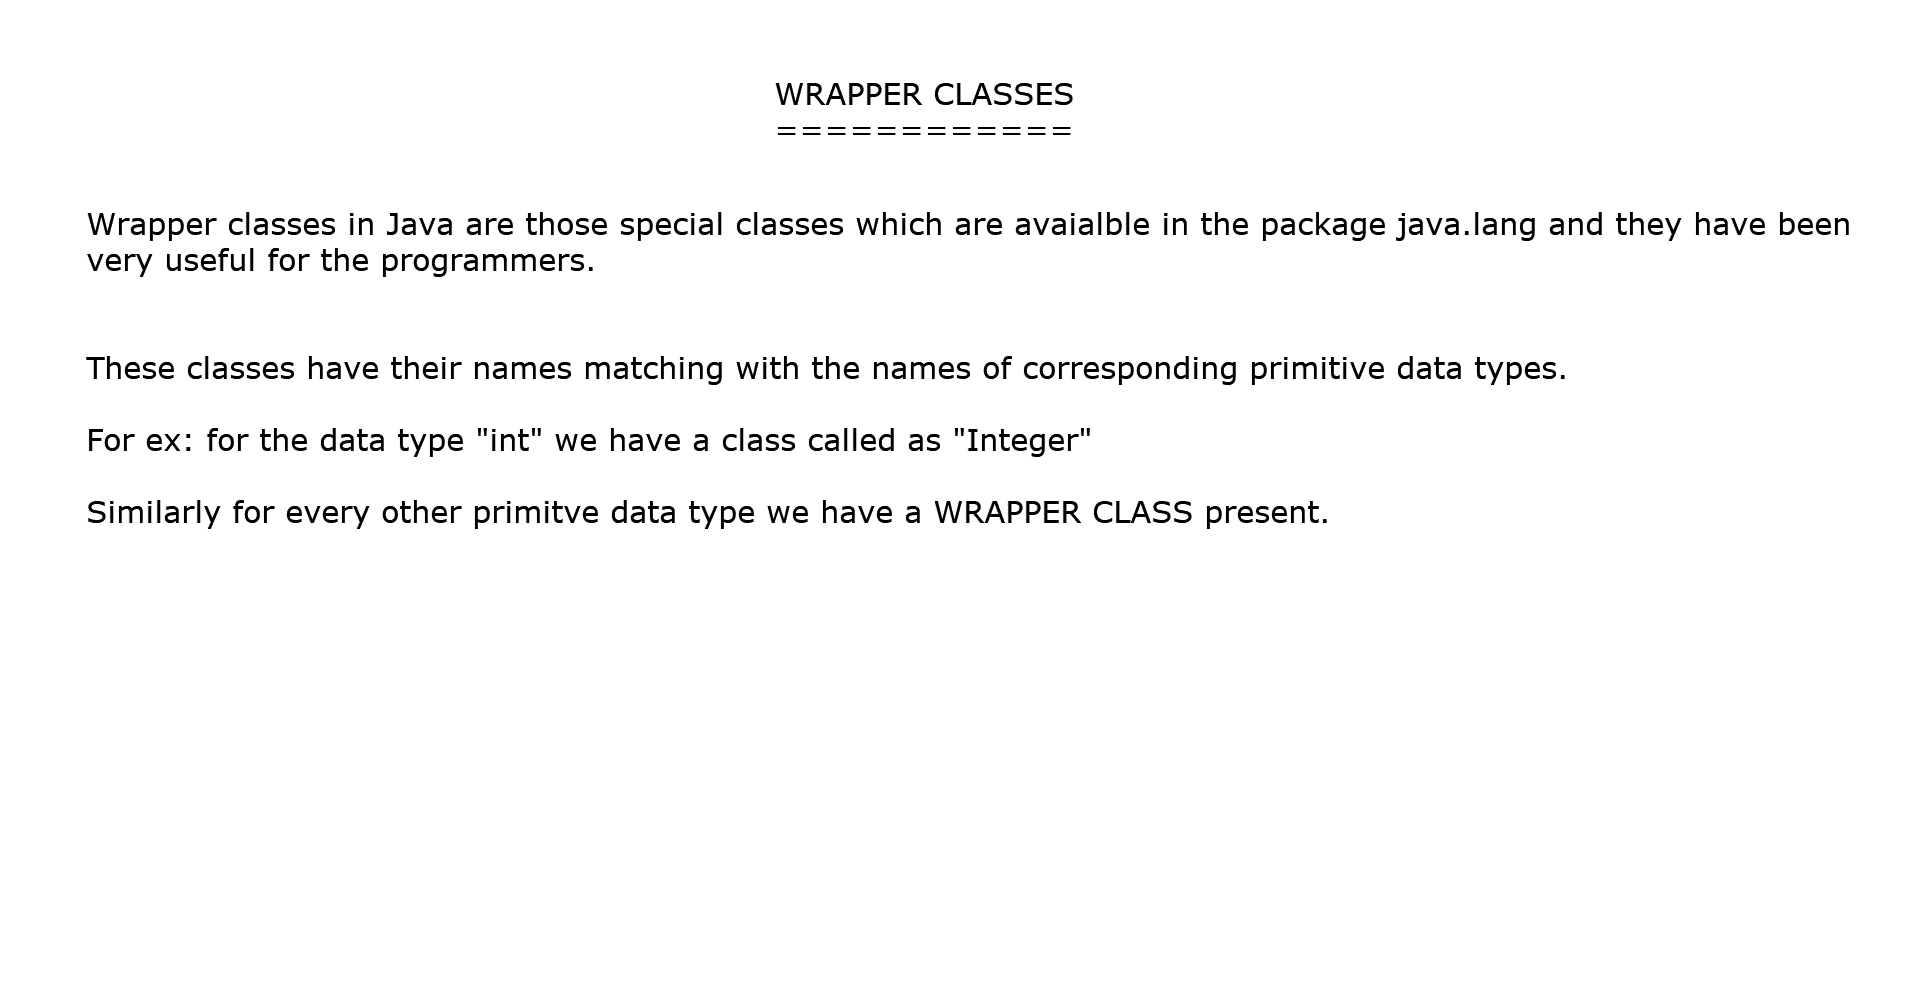 WRAPPER CLASSES
============
Wrapper classes in Java are those special classes which are avaialble in the package java.lang and they have been
very useful for the programmers.
These classes have their names matching with the names of corresponding primitive data types.
For ex: for the data type "int" we have a class called as "Integer"
Similarly for every other primitve data type we have a WRAPPER CLASS present.